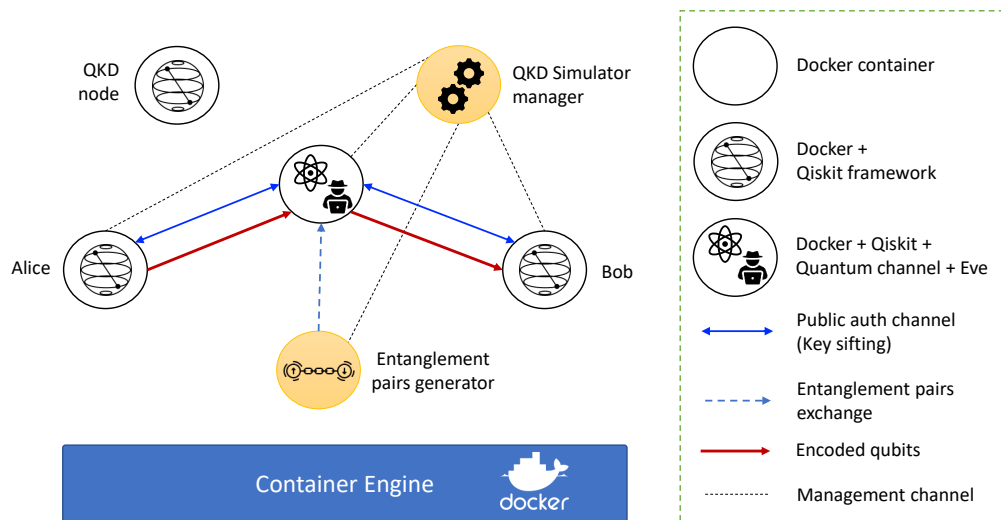 QKD
node
QKD Simulator
manager
Alice
Bob
Entanglement
pairs generator
Container Engine
docker
Docker container
Docker +
Qiskit framework
Docker + Qiskit +
Quantum channel + Eve
Public auth channel
(Key sifting)
Entanglement pairs
exchange
Encoded qubits
Management channel